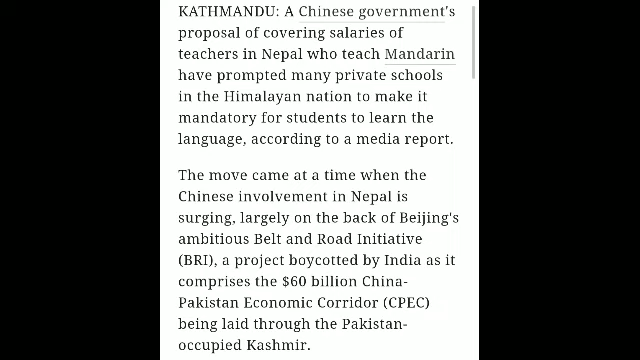 KATHMANDU: A Chinese government's
proposal of covering salaries of
teachers in Nepal who teach Mandarin
have prompted many private schools
in the Himalayan nation to make it
mandatory for students to learn the
language, according to a media report.
The move came at a time when the
Chinese involvement in Nepal is
surging, largely on the back of Beijing's
ambitious Belt and Road Initiative
(BRI), a project boycotted by India as it
comprises the $60 billion China-
Pakistan Economic Corridor (CPEC)
being laid through the Pakistan-
occupied Kashmir.